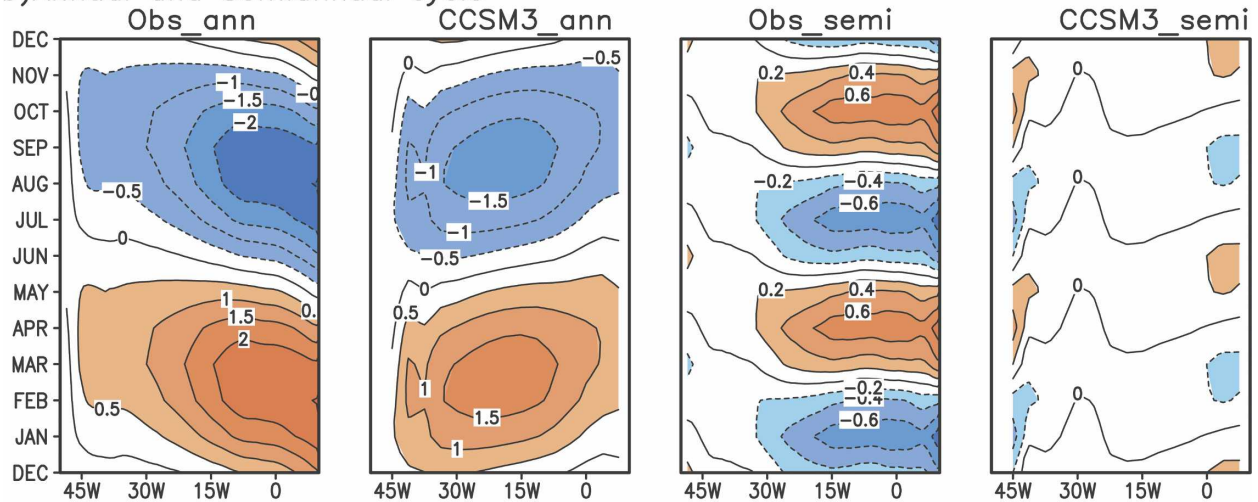 Obs_ann CCSM3_ann Obs_semi CCSM3_semi
DEC
NOV
OCT
SEP
AUG
JUL
JUN
MAY
APR
MAR
FEB
JAN
DEC
-1
-1.5
-2
-0.5
0
1
1.5
2
0.5
0.
-0
0
-0.5
-1
-1.5
-1
-0.5
0
0.5
1
1.5
1
0.2
0.4
0.6
-0.2
-0.4
-0.6
0.2
0.4
0.6
-0.2
-0.4
-0.6
0
0
0
0
45W 30W 15W 0
45W 30W 15W 0
45W 30W 15W 0
45W 30W 15W 0